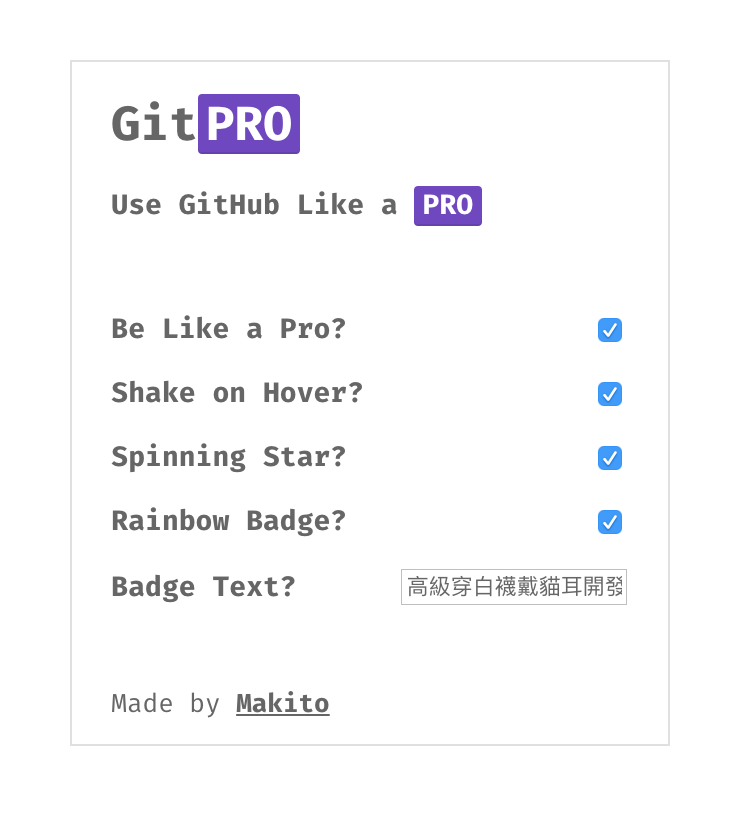 GitPRO
Use GitHub Like a PRO
Be Like a Pro?
Shake on Hover?
Spinning Star?
Rainbow Badge?
Badge Text? 高級穿白襪戴貓耳開發
Made by Makito